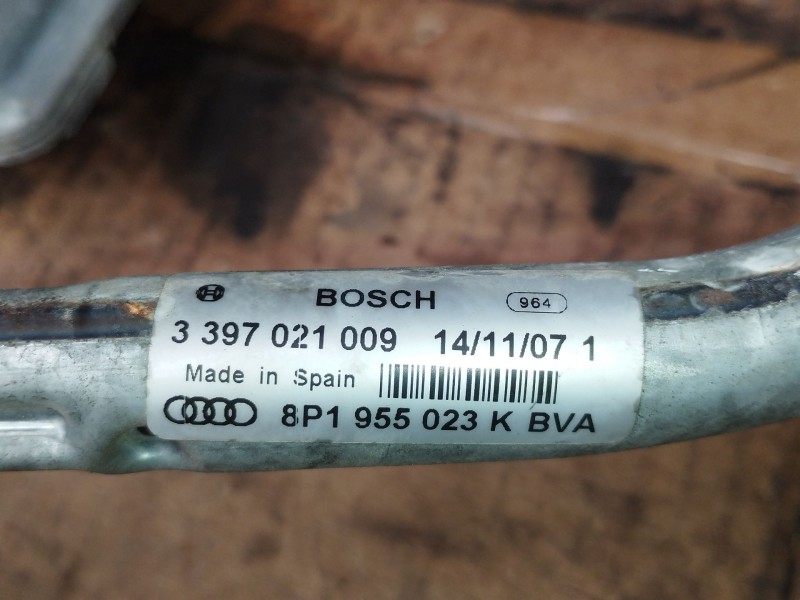 BOSCH 964
3 397 021 009 14/11/07 1
Made in Spain
8P1 955 023 K BVA